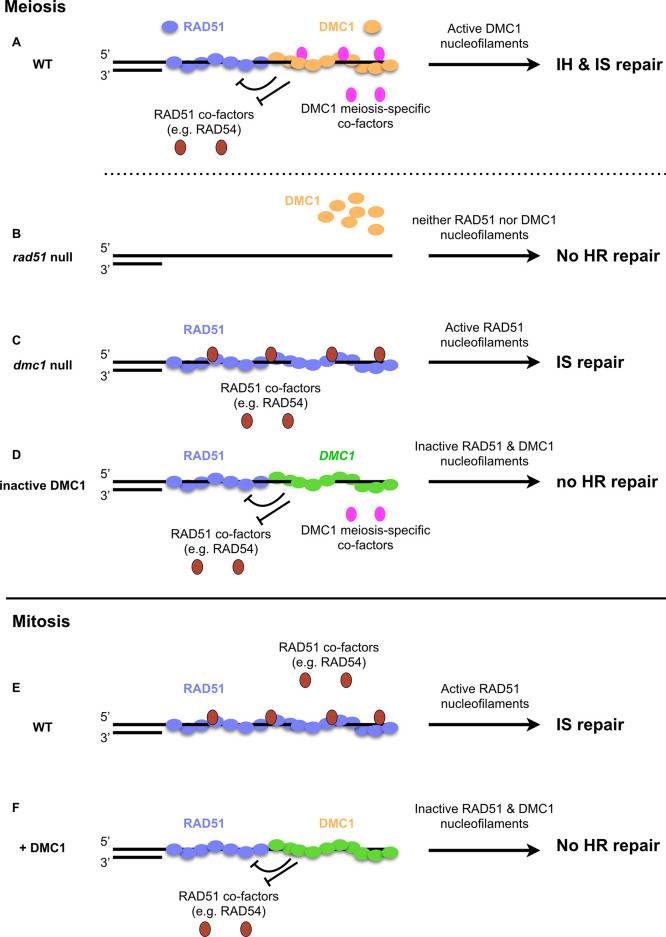 Meiosis
RAD51
DMC1
A
WT
5’
3’
RAD51 co-factors
(e.g. RAD54)
DMC1 meiosis-specific
co-factors
Active DMC1
nucleofilaments
IH & IS repair
DMC1
B
rad51 null
5’
3’
neither RAD51 nor DMC1
nucleofilaments
No HR repair
C
dmc1 null
RAD51
5’
3’
RAD51 co-factors
(e.g. RAD54)
Active RAD51
nucleofilaments
IS repair
D
inactive DMC1
RAD51
DMC1
5’
3’
RAD51 co-factors
(e.g. RAD54)
DMC1 meiosis-specific
co-factors
Inactive RAD51 & DMC1
nucleofilaments
no HR repair
Mitosis
RAD51 co-factors
(e.g. RAD54)
E
WT
RAD51
5’
3’
Active RAD51
nucleofilaments
IS repair
F
+ DMC1
RAD51
DMC1
5’
3’
RAD51 co-factors
(e.g. RAD54)
Inactive RAD51 & DMC1
nucleofilaments
No HR repair